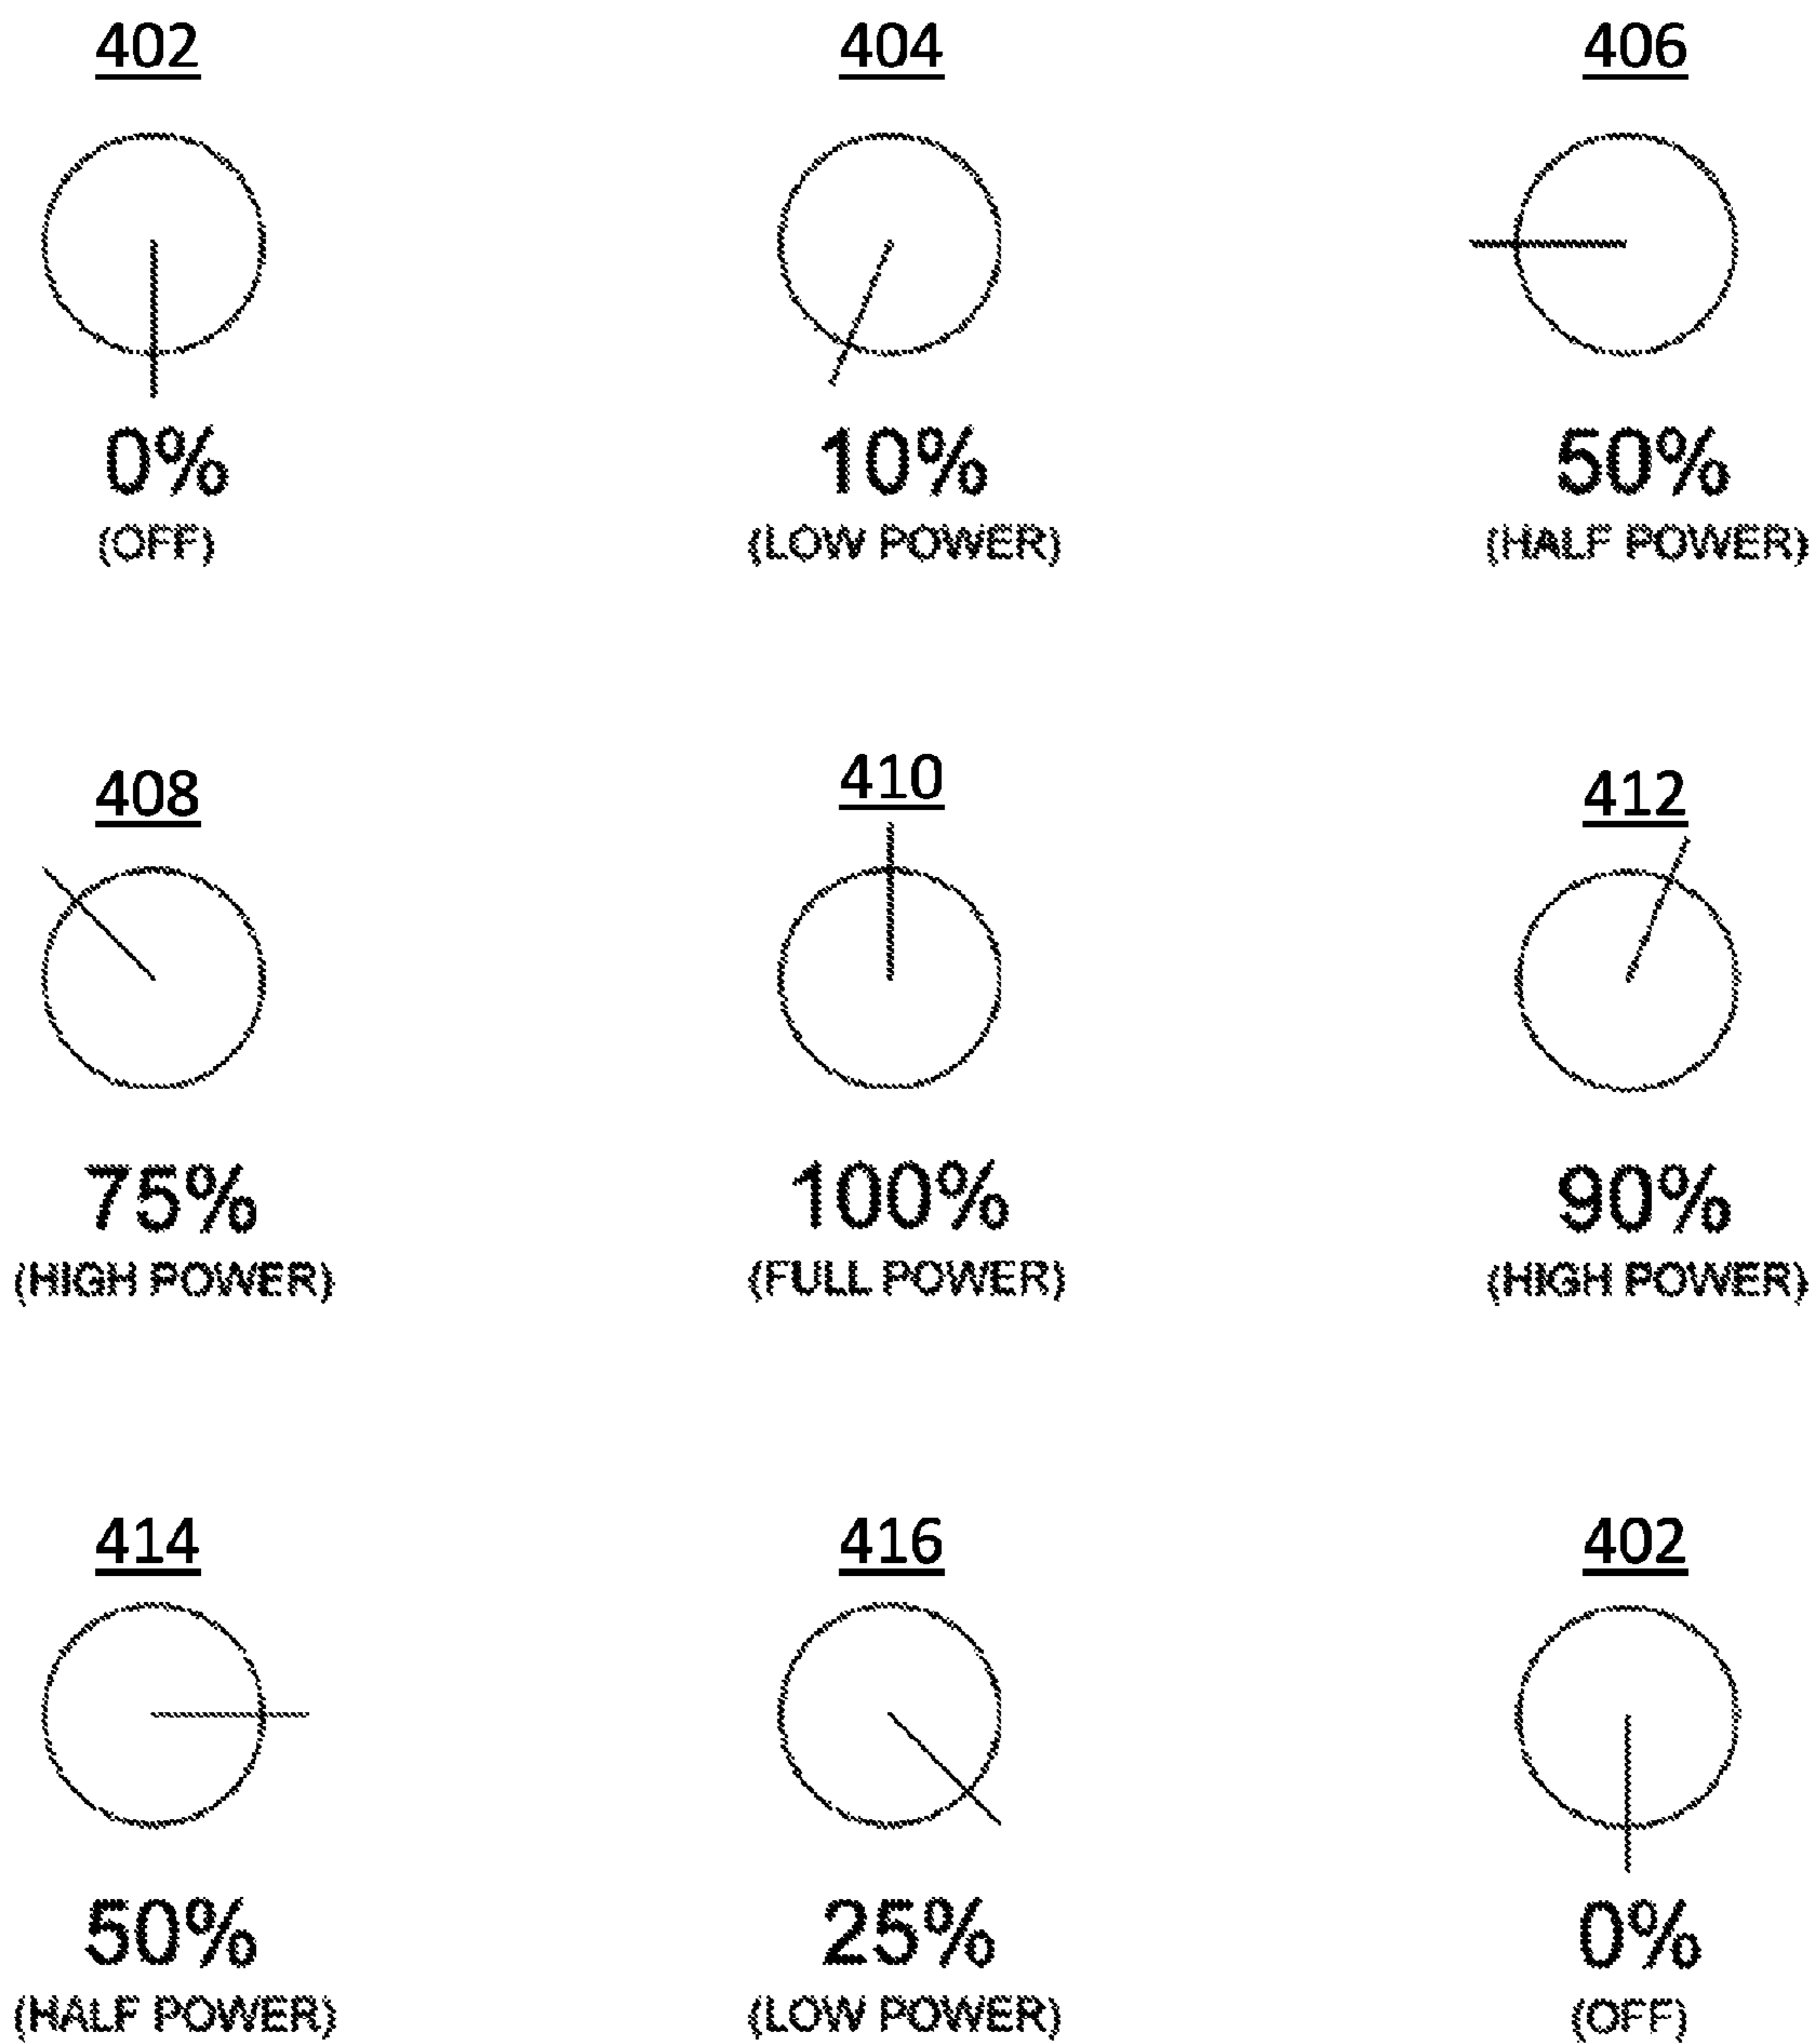 402 404 406
0% 10% 50%
(OFF) (LOW POWER) (HALF POWER)
408 410 412
75% 100% 90%
(HIGH POWER) (FULL POWER) (HIGH POWER)
414 416 402
50% 25% 0%
(HALF POWER) (LOW POWER) (OFF)